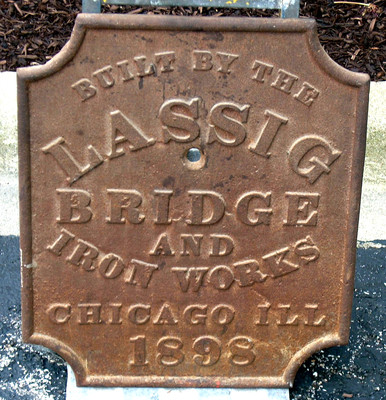 BUILT BY THE
LASSIG
BRIDGE
AND
IRON WORKS
CHICAGO ILL
1898